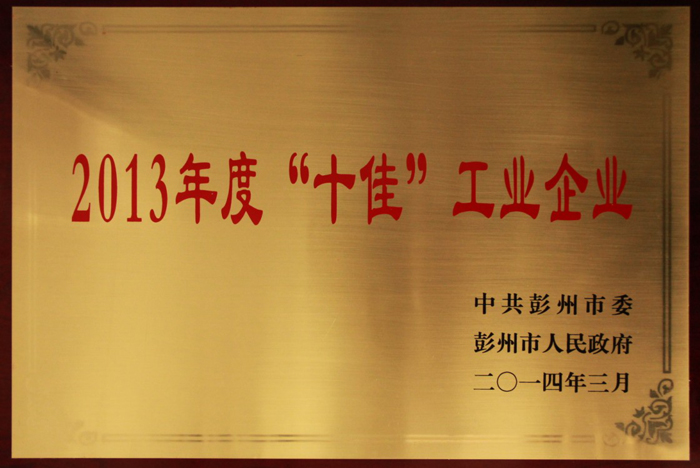 2013年度“十佳”工业企业
中共彭州市委
彭州市人民政府
二〇一四年三月